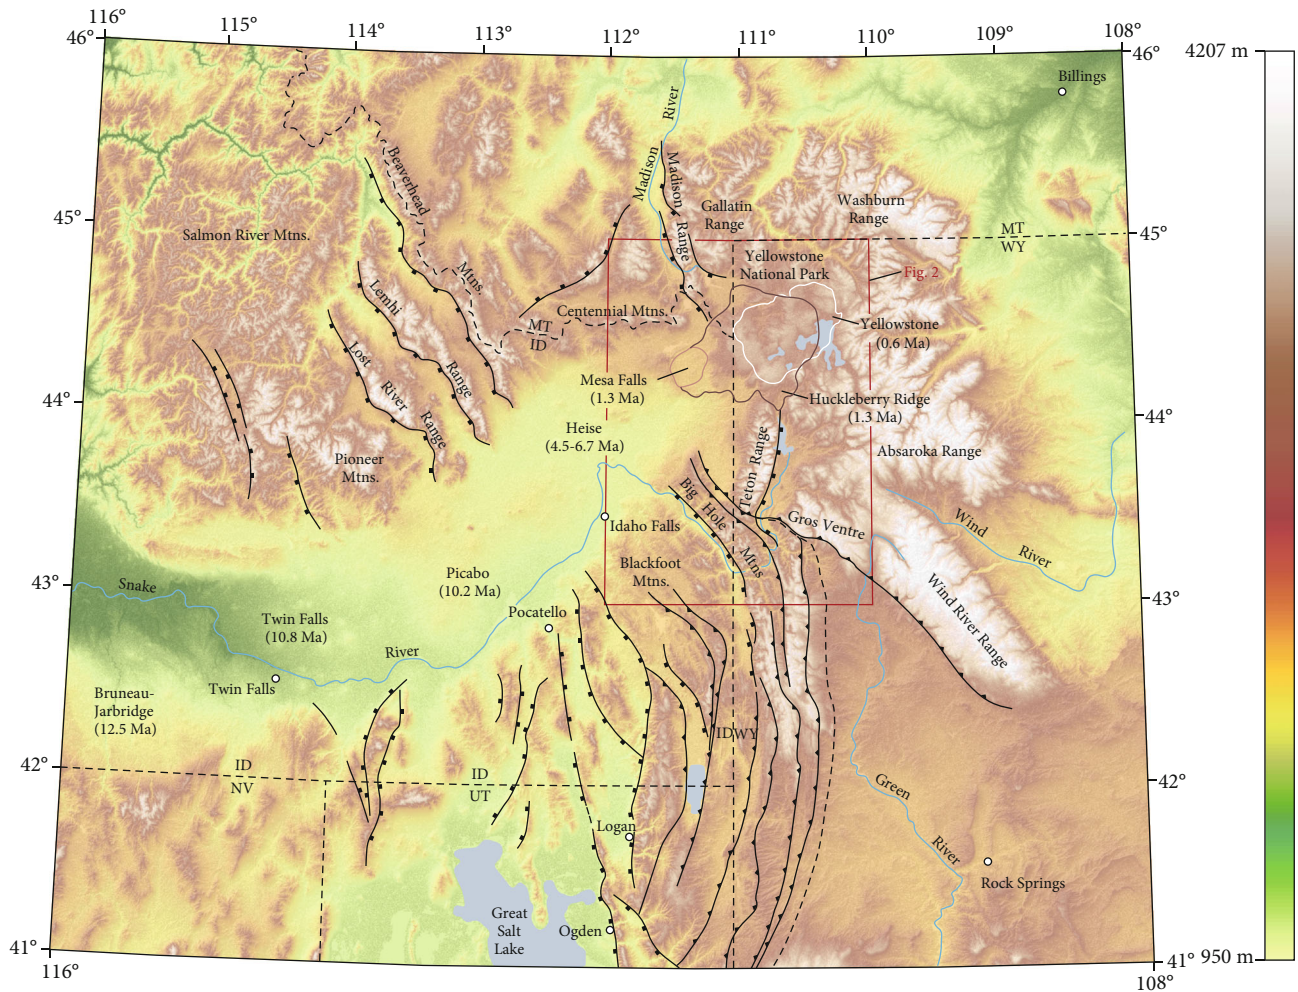 116°
115°
114°
113°
112°
111°
110°
109°
108°
46°
46°
4207 m
Billings
River
Madison
Madison
Range
Beaverhead
Mtns.
Gallatin
Range
Washburn
Range
45°
MT
WY
45°
Salmon River Mtns.
Yellowstone
National Park
Fig. 2
Lemhi
Range
Centennial Mtns.
MT
ID
Yellowstone
(0.6 Ma)
Lost
River
Range
Mesa Falls
(1.3 Ma)
Huckleberry Ridge
(1.3 Ma)
44°
44°
Heise
(4.5-6.7 Ma)
Teton Range
Absaroka Range
Pioneer
Mtns.
Big
Hole
Mtns
Gros Ventre
Wind
River
Idaho Falls
Blackfoot
Mtns.
43°
Snake
Picabo
(10.2 Ma)
Wind River Range
43°
Twin Falls
(10.8 Ma)
Pocatello
River
Twin Falls
Bruneau-
Jarbridge
(12.5 Ma)
IDWY
42°
ID
NV
ID
UT
42°
Green
River
Logan
Rock Springs
Great
Salt
Lake
Ogden
41°
41°
950 m
116°
108°